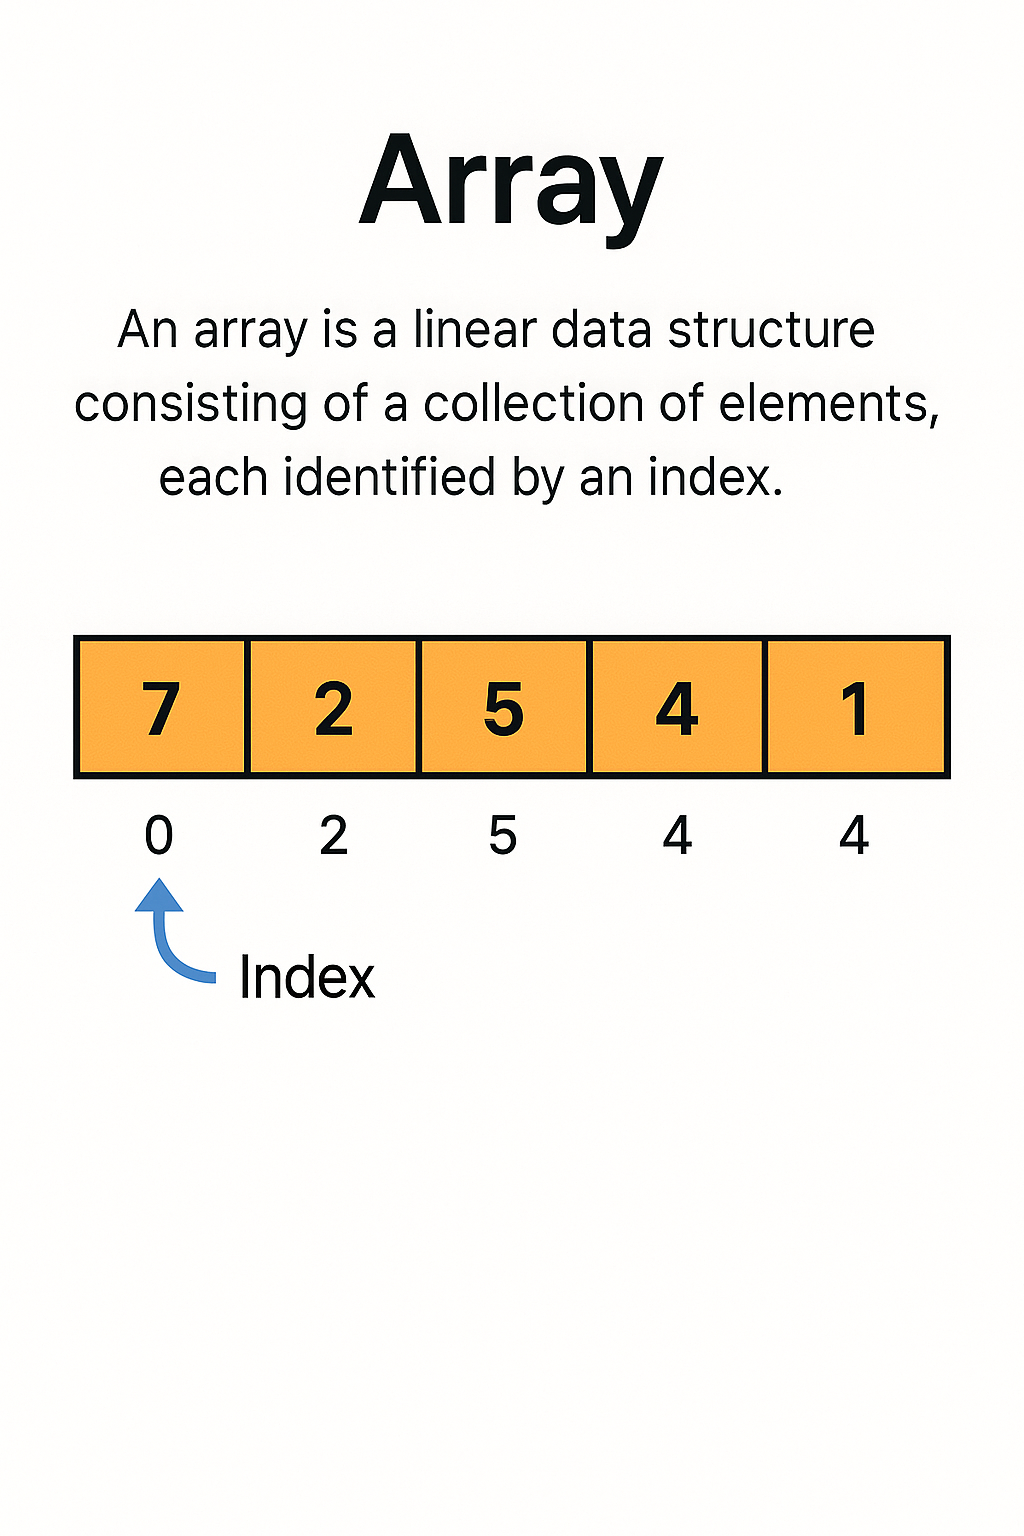 Array
An array is a linear data structure
consisting of a collection of elements,
each identified by an index.
7 2 5 4 1
0 2 5 4 4
Index